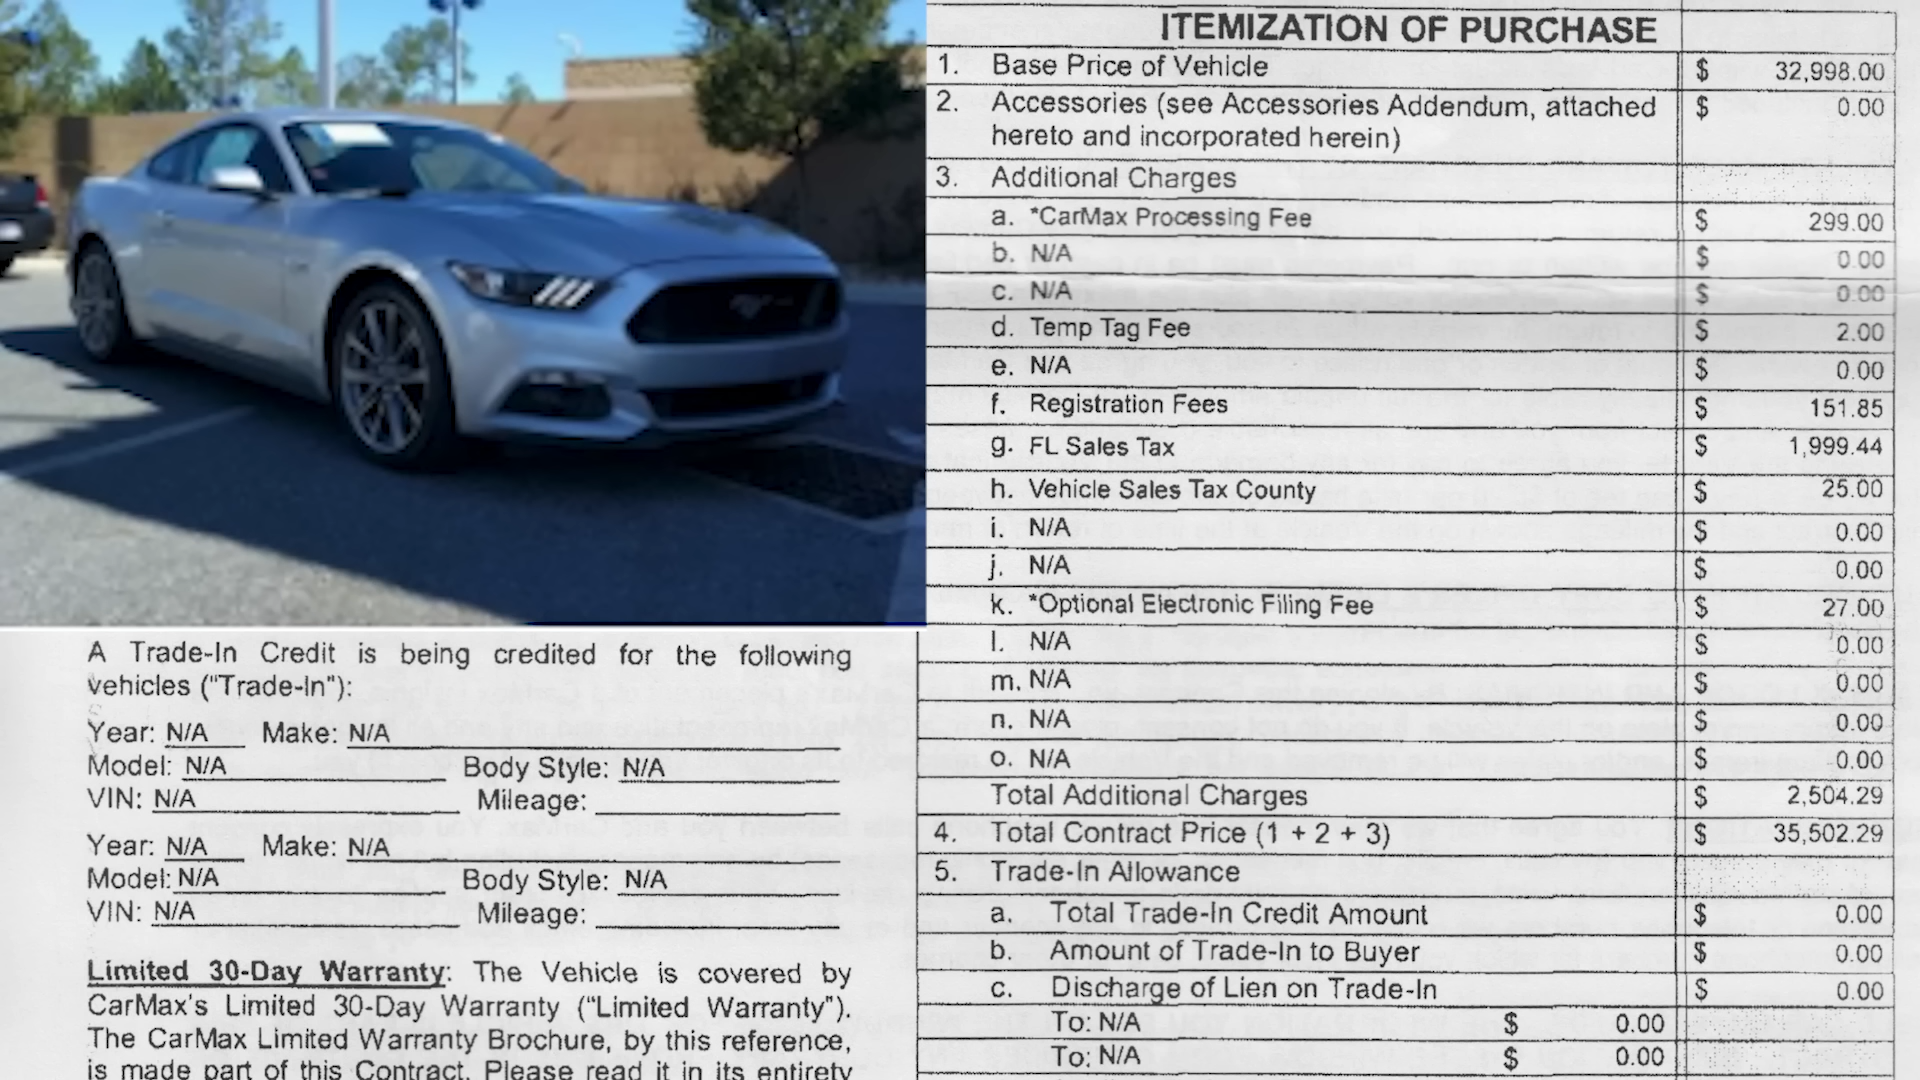 ITEMIZATION OF PURCHASE
1. Base Price of Vehicle $ 32,998.00
2. Accessories (see Accessories Addendum, attached $ 0.00
hereto and incorporated herein)
3. Additional Charges
a. *CarMax Processing Fee $ 299.00
b. N/A $ 0.00
c. N/A $ 0.00
d. Temp Tag Fee $ 2.00
e. N/A $ 0.00
f. Registration Fees $ 151.85
g. FL Sales Tax $ 1,999.44
h. Vehicle Sales Tax County $ 25.00
i. N/A $ 0.00
j. N/A $ 0.00
k. *Optional Electronic Filing Fee $ 27.00
l. N/A $ 0.00
m. N/A $ 0.00
n. N/A $ 0.00
o. N/A $ 0.00
Total Additional Charges $ 2,504.29
4. Total Contract Price (1 + 2 + 3) $ 35,502.29
5. Trade-In Allowance
a. Total Trade-In Credit Amount $ 0.00
b. Amount of Trade-In to Buyer $ 0.00
c. Discharge of Lien on Trade-In $ 0.00
To: N/A $ 0.00
To: N/A $ 0.00
A Trade-In Credit is being credited for the following
vehicles ("Trade-In"):
Year: N/A Make: N/A
Model: N/A Body Style: N/A
VIN: N/A Mileage:
Year: N/A Make: N/A
Model: N/A Body Style: N/A
VIN: N/A Mileage:
Limited 30-Day Warranty: The Vehicle is covered by
CarMax's Limited 30-Day Warranty ("Limited Warranty").
The CarMax Limited Warranty Brochure, by this reference,
is made part of this Contract. Please read it in its entirety